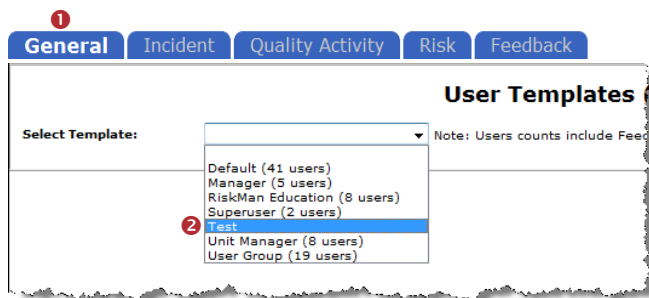 1
General Incident Quality Activity Risk Feedback
User Templates
Select Template: Note: Users counts include Feed
Default (41 users)
Manager (5 users)
RiskMan Education (8 users)
Superuser (2 users)
2 Test
Unit Manager (8 users)
User Group (19 users)